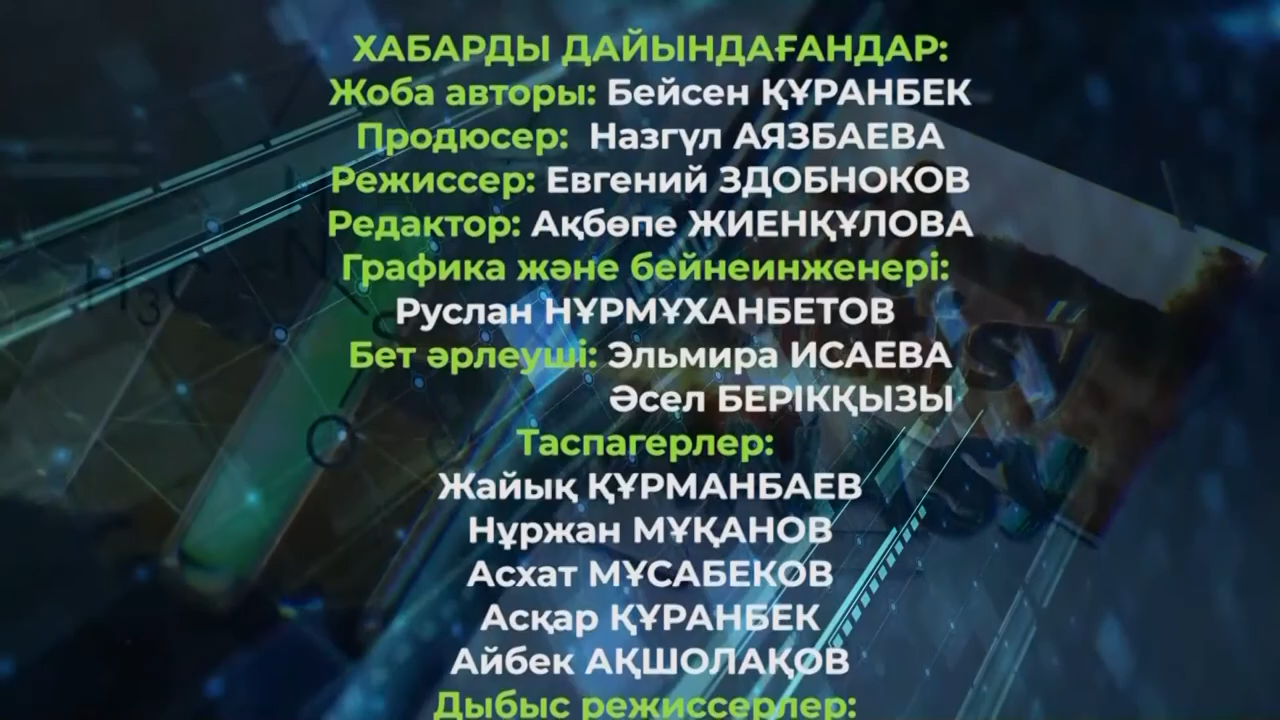 ХАБАРДЫ ДАЙЫНДАҒАНДАР:
Жоба авторы: Бейсен ҚҰРАНБЕК
Продюсер: Назгүл АЯЗБАЕВА
Режиссер: Евгений ЗДОБНОКОВ
Редактор: Ақбөпе ЖИЕНҚҰЛОВА
Графика және бейнеинженері:
Руслан НҰРМҰХАНБЕТОВ
Бет әрлеуші: Эльмира ИСАЕВА
Әсел БЕРІКҚЫЗЫ
Таспагерлер:
Жайық ҚҰРМАНБАЕВ
Нұржан МҰҚАНОВ
Асхат МҰСАБЕКОВ
Асқар ҚҰРАНБЕК
Айбек АҚШОЛАҚОВ
Дыбыс режиссерлер: